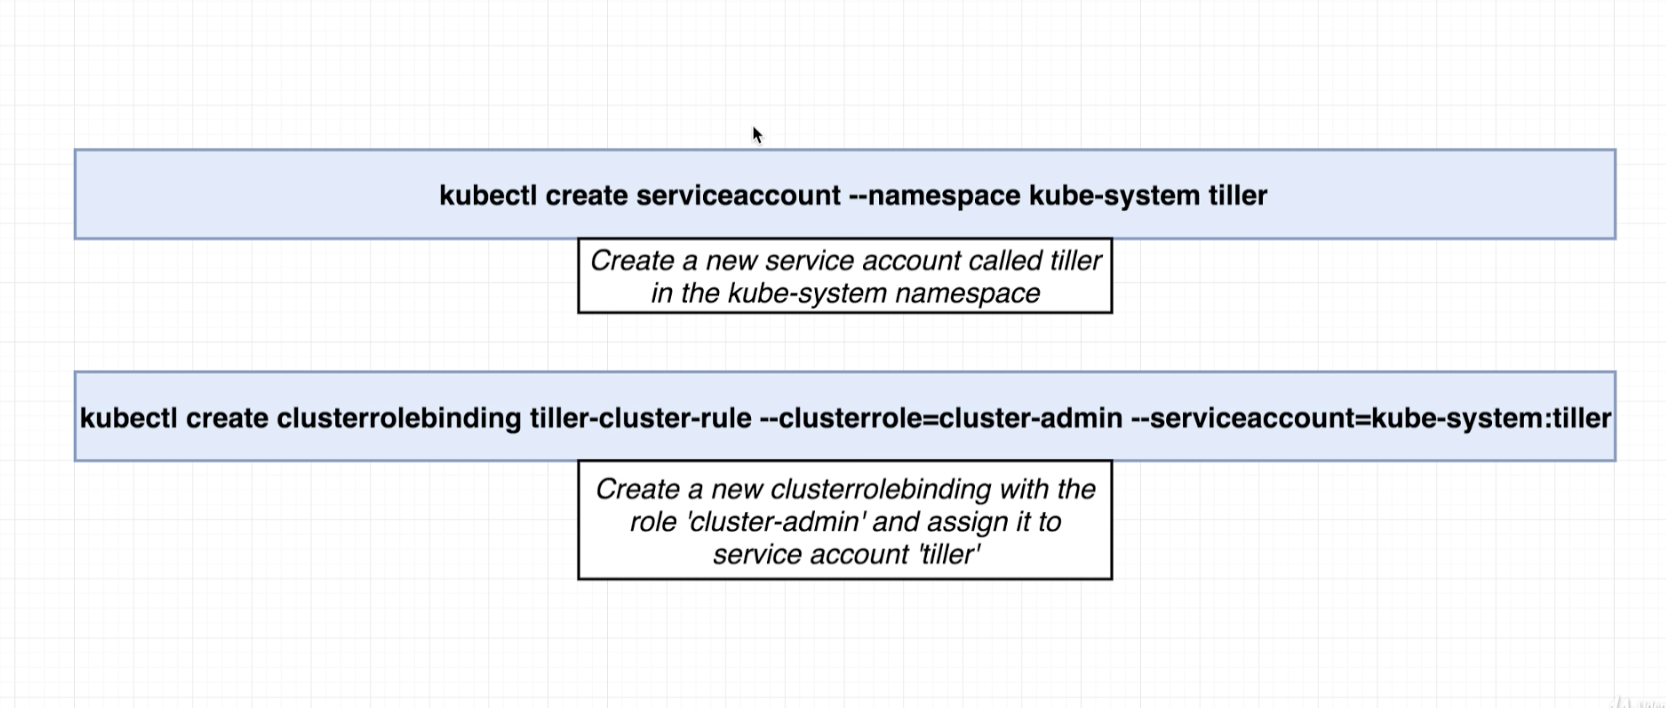 kubectl create serviceaccount --namespace kube-system tiller
Create a new service account called tiller
in the kube-system namespace
kubectl create clusterrolebinding tiller-cluster-rule --clusterrole=cluster-admin --serviceaccount=kube-system:tiller
Create a new clusterrolebinding with the
role 'cluster-admin' and assign it to
service account 'tiller'